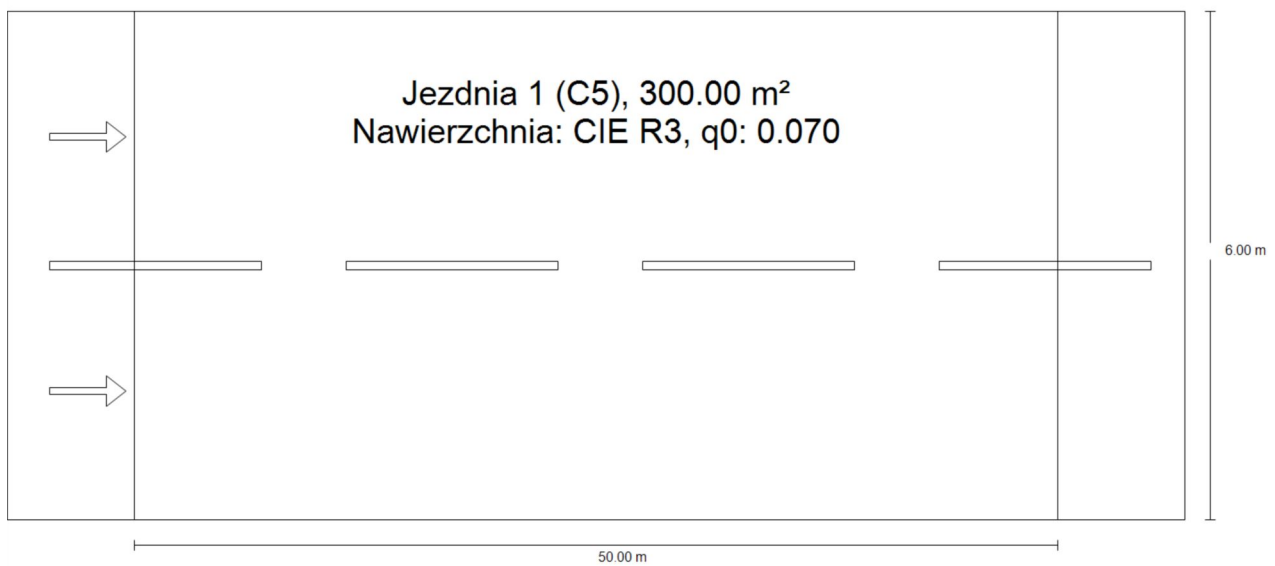 Jezdnia 1 (C5), 300.00 m²
Nawierzchnia: CIE R3, q0: 0.070
6.00 m
50.00 m